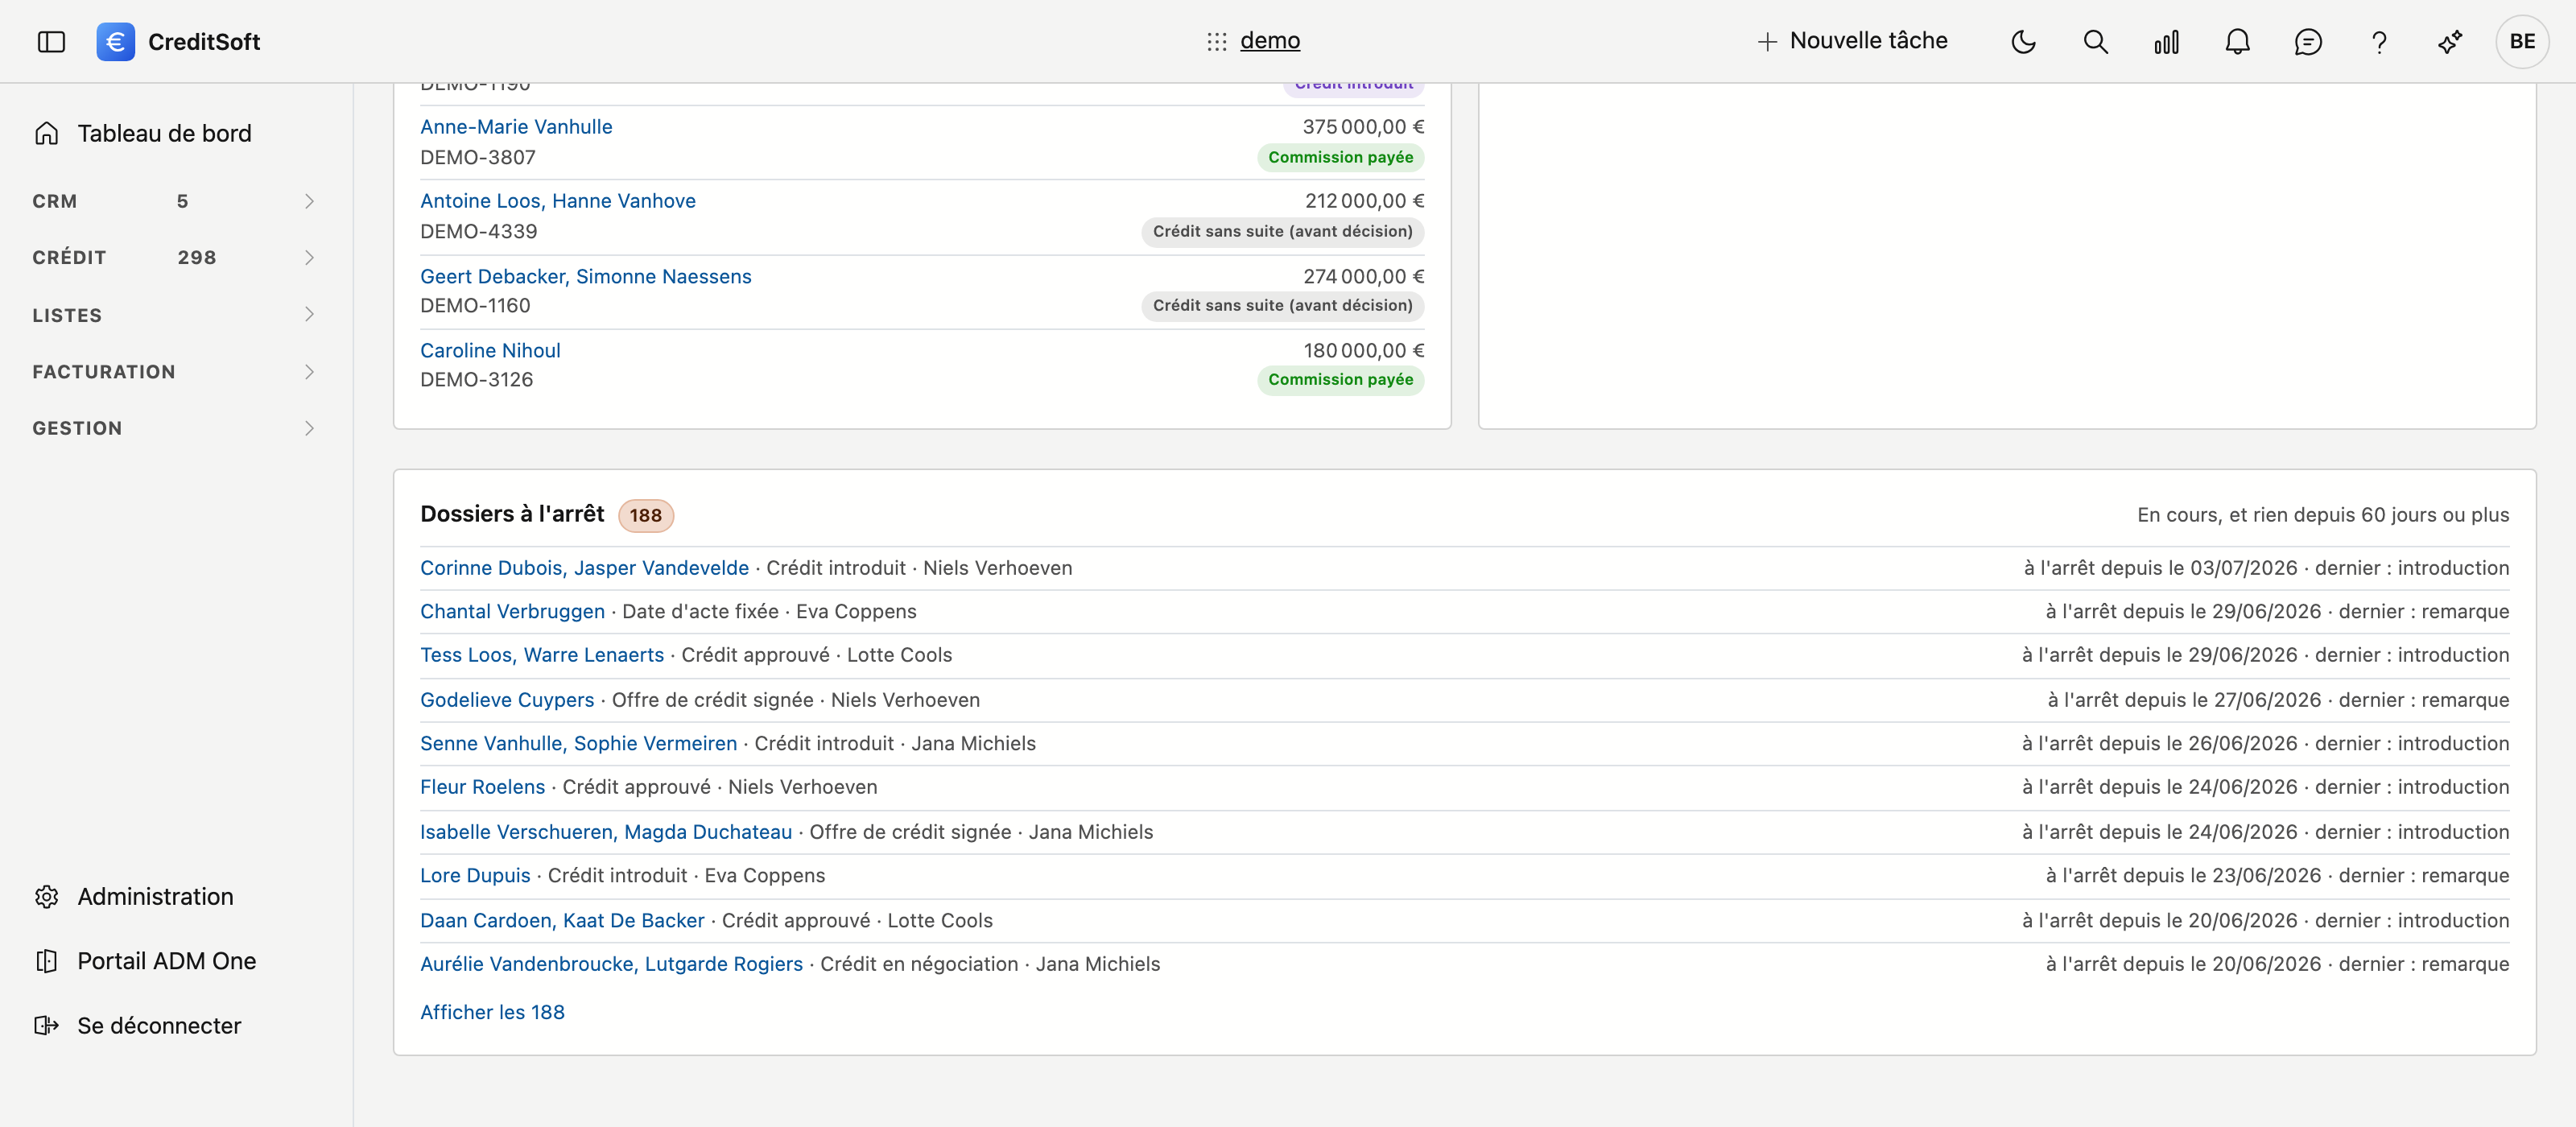 CreditSoft
demo
Nouvelle tâche
BE
Tableau de bord
CRM 5
CRÉDIT 298
LISTES
FACTURATION
GESTION
Administration
Portail ADM One
Se déconnecter
DEMO-1190 Crédit introduit
Anne-Marie Vanhulle 375 000,00 €
DEMO-3807 Commission payée
Antoine Loos, Hanne Vanhove 212 000,00 €
DEMO-4339 Crédit sans suite (avant décision)
Geert Debacker, Simonne Naessens 274 000,00 €
DEMO-1160 Crédit sans suite (avant décision)
Caroline Nihoul 180 000,00 €
DEMO-3126 Commission payée
Dossiers à l'arrêt 188 En cours, et rien depuis 60 jours ou plus
Corinne Dubois, Jasper Vandevelde · Crédit introduit · Niels Verhoeven à l'arrêt depuis le 03/07/2026 · dernier : introduction
Chantal Verbruggen · Date d'acte fixée · Eva Coppens à l'arrêt depuis le 29/06/2026 · dernier : remarque
Tess Loos, Warre Lenaerts · Crédit approuvé · Lotte Cools à l'arrêt depuis le 29/06/2026 · dernier : introduction
Godelieve Cuypers · Offre de crédit signée · Niels Verhoeven à l'arrêt depuis le 27/06/2026 · dernier : remarque
Senne Vanhulle, Sophie Vermeiren · Crédit introduit · Jana Michiels à l'arrêt depuis le 26/06/2026 · dernier : introduction
Fleur Roelens · Crédit approuvé · Niels Verhoeven à l'arrêt depuis le 24/06/2026 · dernier : introduction
Isabelle Verschueren, Magda Duchateau · Offre de crédit signée · Jana Michiels à l'arrêt depuis le 24/06/2026 · dernier : introduction
Lore Dupuis · Crédit introduit · Eva Coppens à l'arrêt depuis le 23/06/2026 · dernier : remarque
Daan Cardoen, Kaat De Backer · Crédit approuvé · Lotte Cools à l'arrêt depuis le 20/06/2026 · dernier : introduction
Aurélie Vandenbroucke, Lutgarde Rogiers · Crédit en négociation · Jana Michiels à l'arrêt depuis le 20/06/2026 · dernier : remarque
Afficher les 188